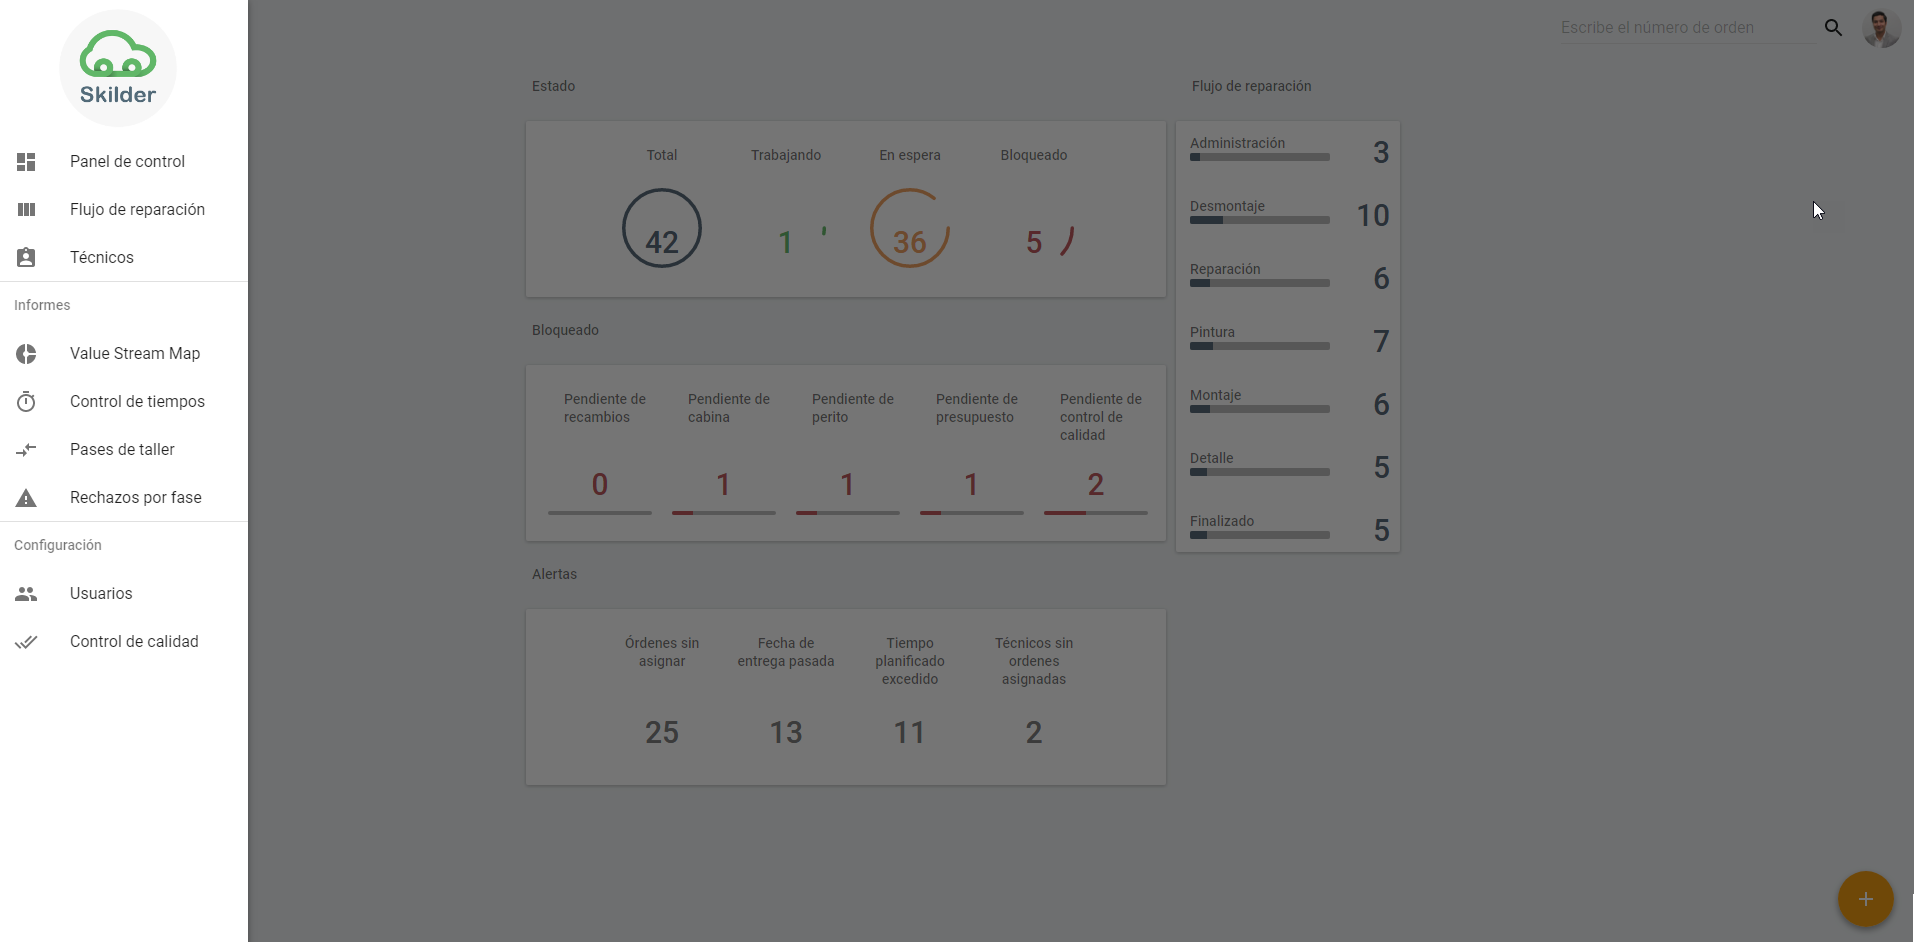 Skilder
Panel de control
Flujo de reparación
Técnicos
Informes
Value Stream Map
Control de tiempos
Pases de taller
Rechazos por fase
Configuración
Usuarios
Control de calidad
Escribe el número de orden
Estado
Total
Trabajando
En espera
Bloqueado
42
1
36
5
Bloqueado
Pendiente de
recambios
Pendiente de
cabina
Pendiente de
perito
Pendiente de
presupuesto
Pendiente de
control de
calidad
0
1
1
1
2
Alertas
Órdenes sin
asignar
Fecha de
entrega pasada
Tiempo
planificado
excedido
Técnicos sin
ordenes
asignadas
25
13
11
2
Flujo de reparación
Administración
3
Desmontaje
10
Reparación
6
Pintura
7
Montaje
6
Detalle
5
Finalizado
5
+